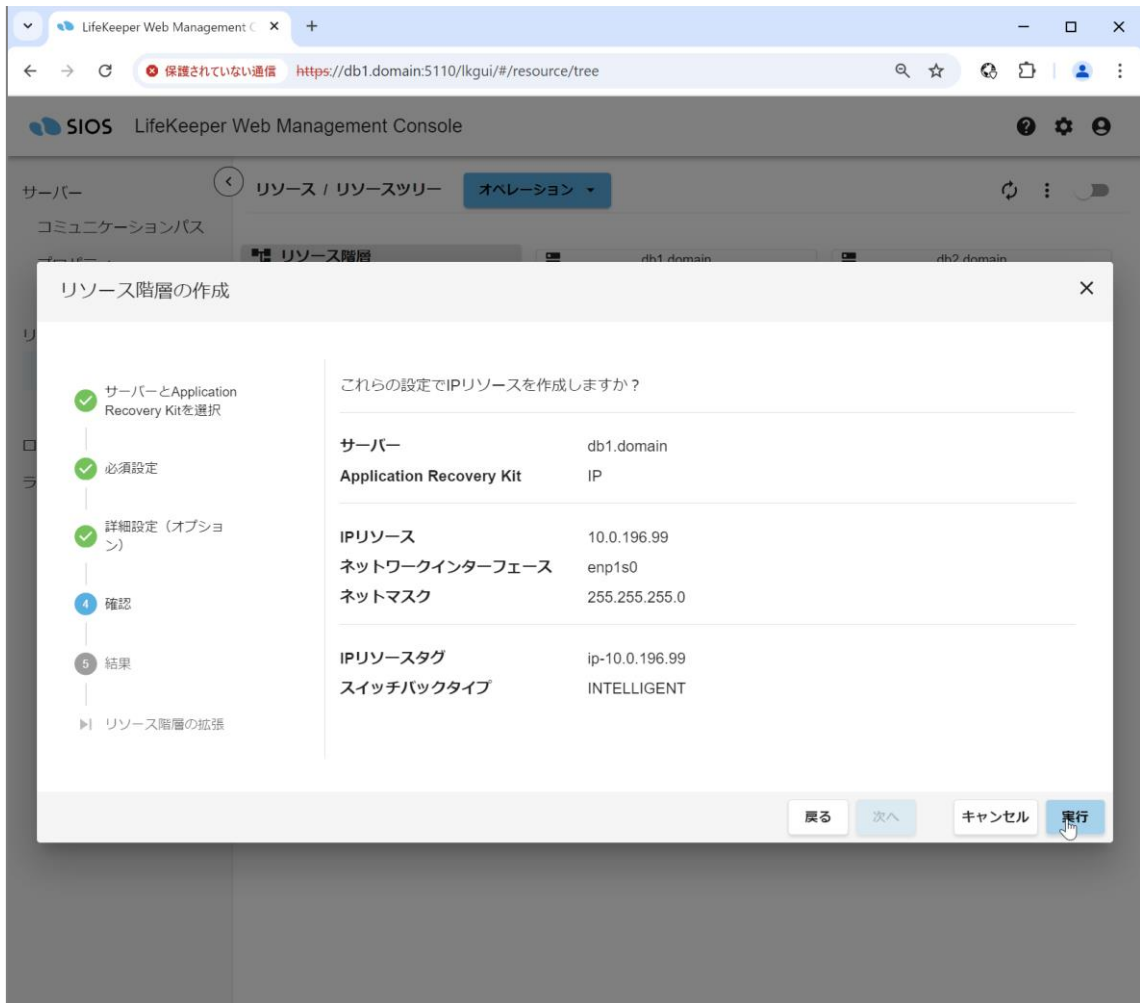 LifeKeeper Web Management C
保護されていない通信 https://db1.domain:5110/lkgui/#/resource/tree
SIOS LifeKeeper Web Management Console
サーバー
コミュニケーションパス
リソース / リソースツリー
オペレーション
リソース階層
db1.domain
db2.domain
リソース階層の作成
サーバーとApplication
Recovery Kitを選択
必須設定
詳細設定（オプショ
ン）
4 確認
5 結果
リソース階層の拡張
これらの設定でIPリソースを作成しますか？
サーバー db1.domain
Application Recovery Kit IP
IPリソース 10.0.196.99
ネットワークインターフェース enp1s0
ネットマスク 255.255.255.0
IPリソースタグ ip-10.0.196.99
スイッチバックタイプ INTELLIGENT
戻る 次へ キャンセル 実行